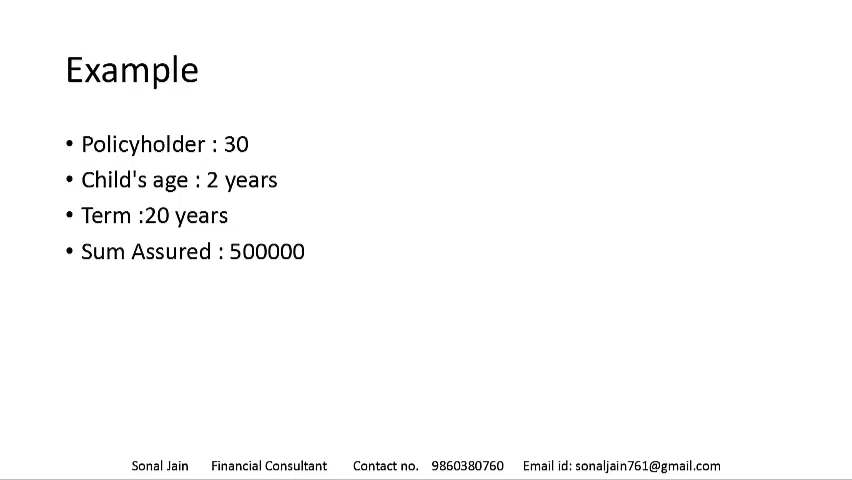 Example
• Policyholder : 30
• Child's age : 2 years
• Term :20 years
• Sum Assured : 500000
Sonal Jain Financial Consultant Contact no. 9860380760 Email id: sonaljain761@gmail.com